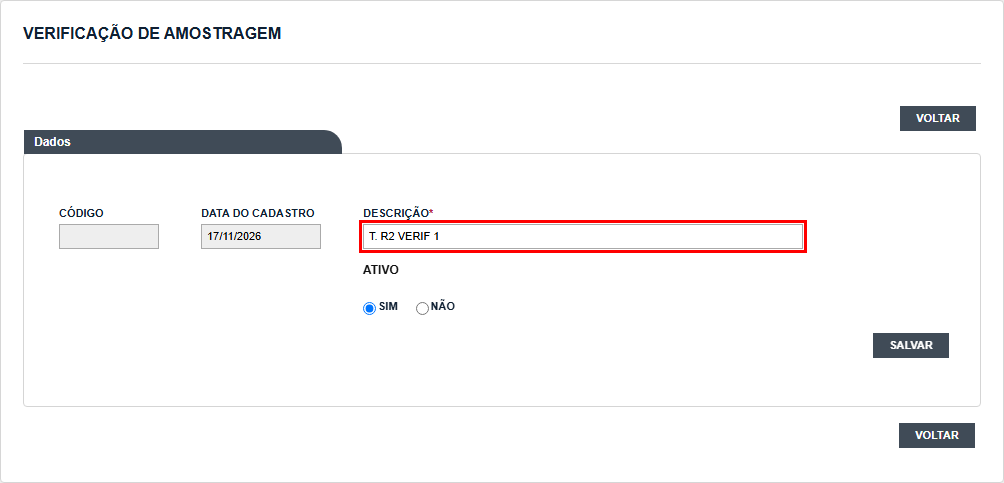 VERIFICAÇÃO DE AMOSTRAGEM
VOLTAR
Dados
CÓDIGO DATA DO CADASTRO DESCRIÇÃO*
17/11/2026 T. R2 VERIF 1
ATIVO
SIM NÃO
SALVAR
VOLTAR